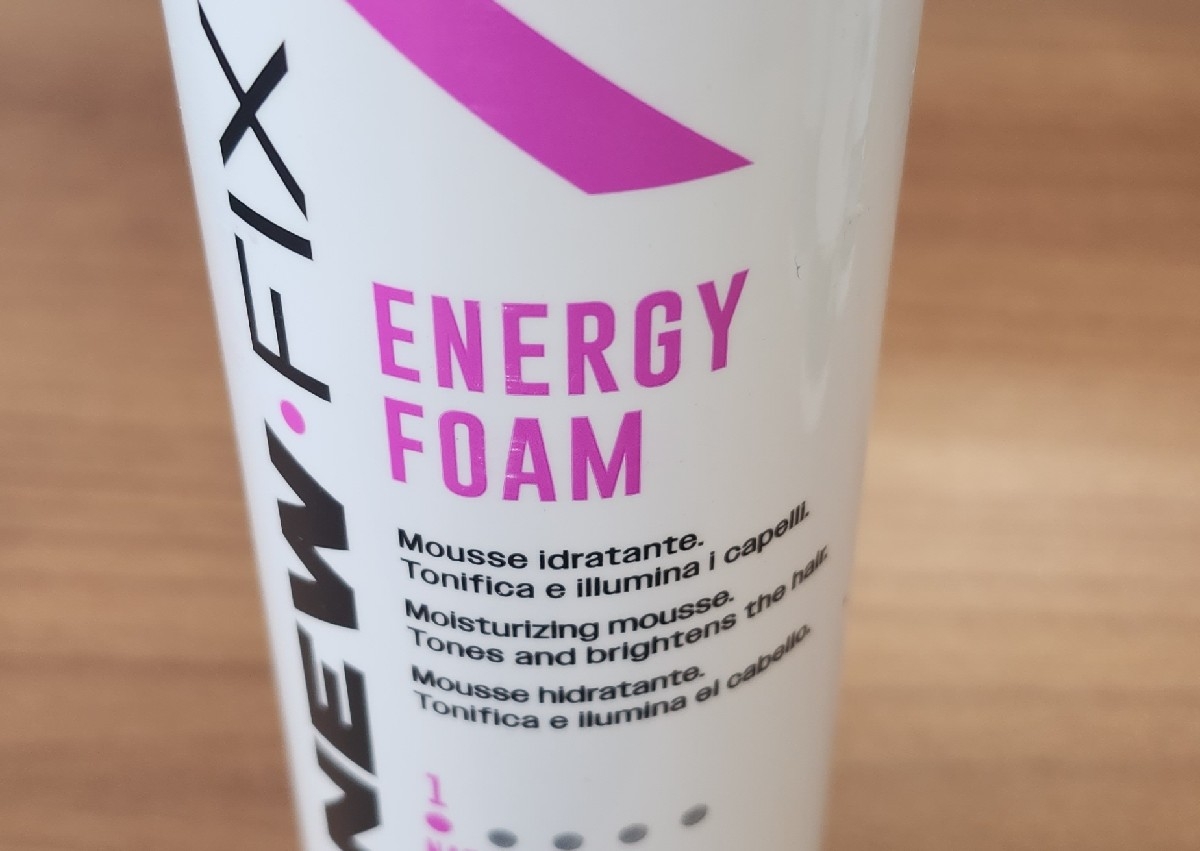 NEW•FIX
ENERGY
FOAM
Mousse idratante.
Tonifica e illumina i capelli.
Moisturizing mousse.
Tones and brightens the hair.
Mousse hidratante.
Tonifica e ilumina el cabello.
1